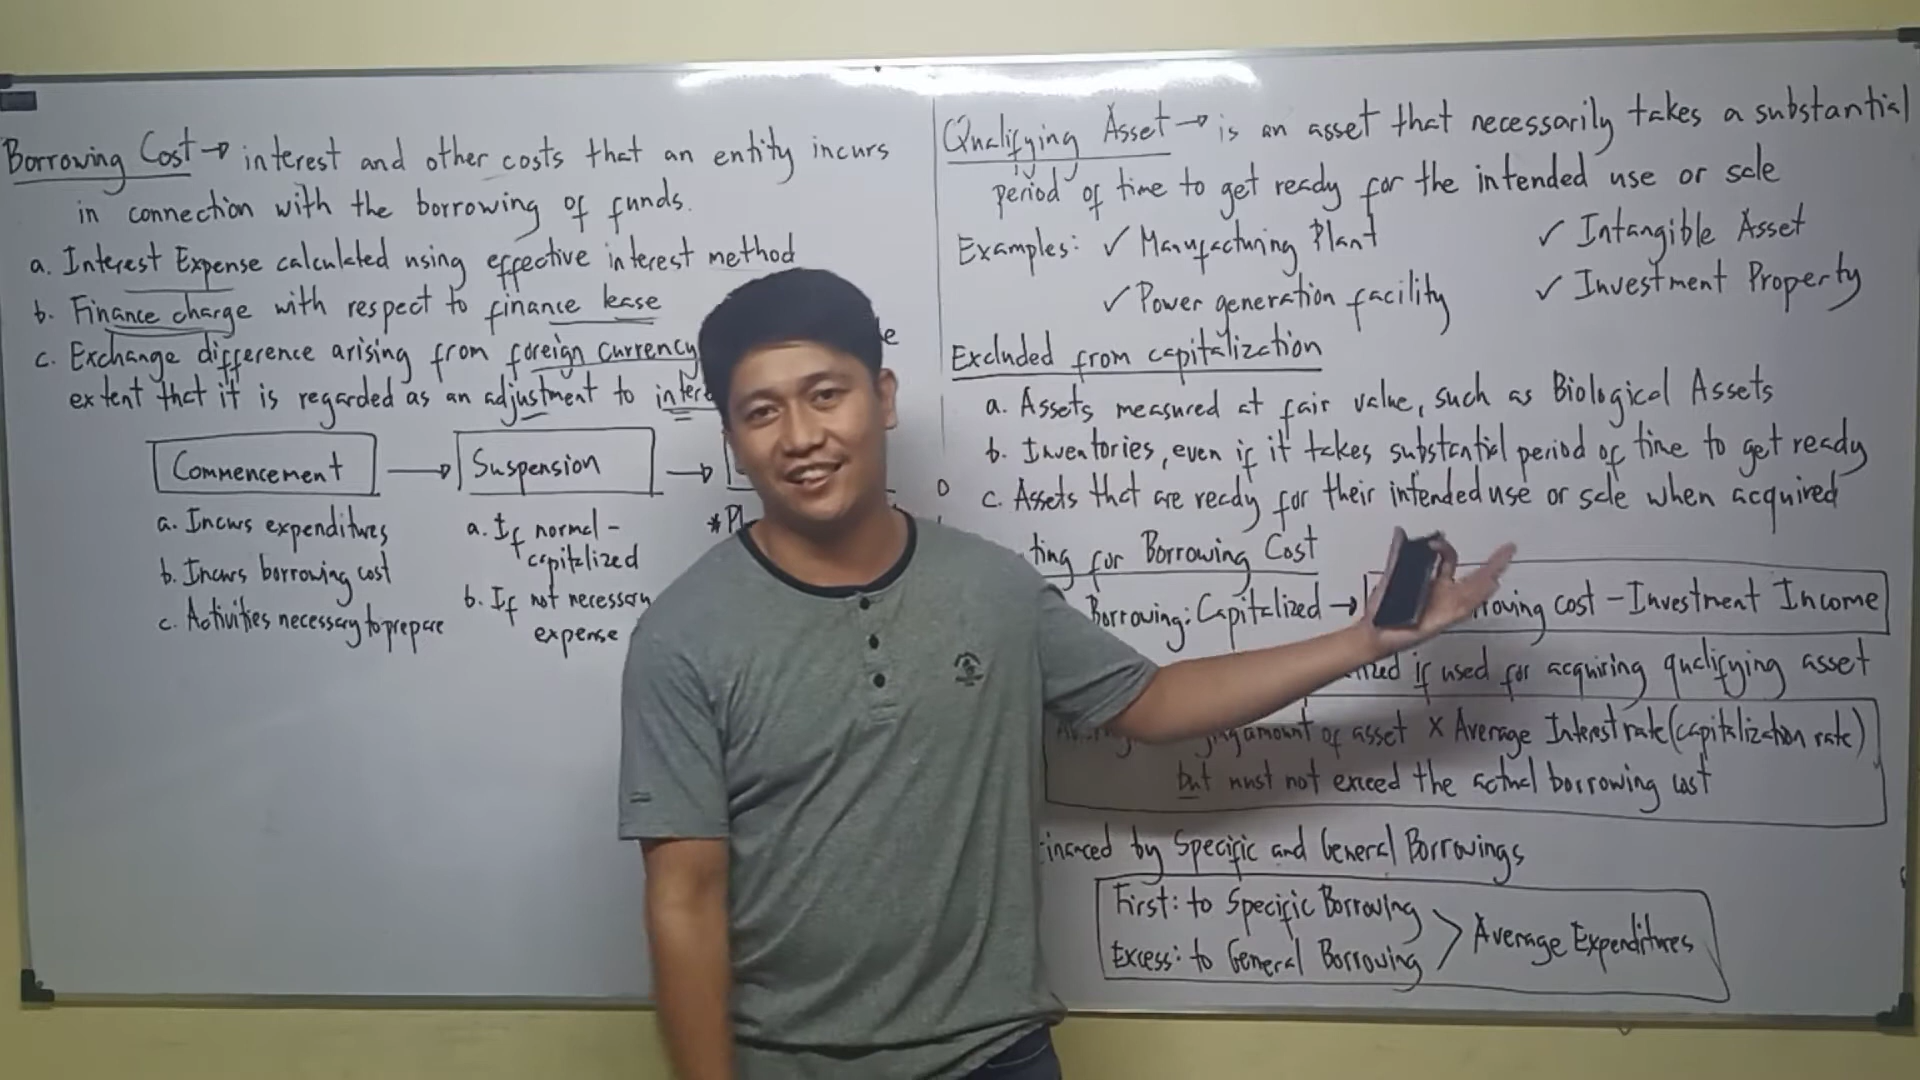 Borrowing Cost → interest and other costs that an entity incurs
in connection with the borrowing of funds.
a. Interest Expense calculated using effective interest method
b. Finance charge with respect to finance lease
c. Exchange difference arising from foreign currency
extent that it is regarded as an adjustment to
Commencement → Suspension →
a. Incurs expenditures
b. Incurs borrowing cost
c. Activities necessary to prepare
a. If normal -
capitalized
b. If not necessary
expense
Qualifying Asset → is an asset that necessarily takes a substantial
period of time to get ready for the intended use or sale
Examples: ✓ Manufacturing Plant ✓ Intangible Asset
✓ Power generation facility ✓ Investment Property
Excluded from capitalization
a. Assets measured at fair value, such as Biological Assets
b. Inventories, even if it takes substantial period of time to get ready
c. Assets that are ready for their intended use or sale when acquired
for Borrowing Cost
Borrowing: Capitalized → cost - Investment Income
if used for acquiring qualifying asset
amount of asset x Average Interest rate (capitalization rate)
but must not exceed the actual borrowing cost
by Specific and General Borrowings
First: to Specific Borrowing
Excess: to General Borrowing > Average Expenditures